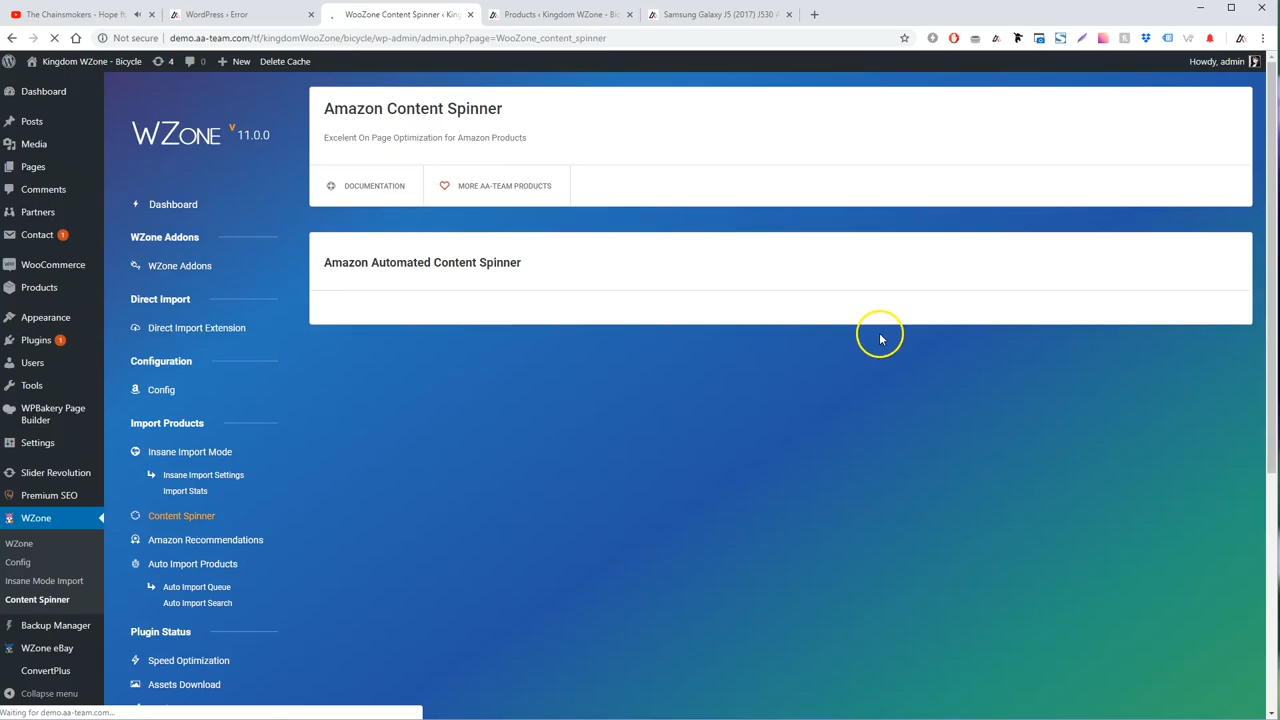 The Chainsmokers - Hope ft
WordPress › Error
WooZone Content Spinner ‹ King
Products ‹ Kingdom WZone - Bic
Samsung Galaxy J5 (2017) J530 A
Not secure
demo.aa-team.com/tf/kingdomWooZone/bicycle/wp-admin/admin.php?page=WooZone_content_spinner
Kingdom WZone - Bicycle
4
0
New
Delete Cache
Howdy, admin
Dashboard
Posts
Media
Pages
Comments
Partners
Contact 1
WooCommerce
Products
Appearance
Plugins 1
Users
Tools
WPBakery Page
Builder
Settings
Slider Revolution
Premium SEO
WZone
WZone
Config
Insane Mode Import
Content Spinner
Backup Manager
WZone eBay
ConvertPlus
Collapse menu
WZONE V 11.0.0
Dashboard
WZone Addons
WZone Addons
Direct Import
Direct Import Extension
Configuration
Config
Import Products
Insane Import Mode
Insane Import Settings
Import Stats
Content Spinner
Amazon Recommendations
Auto Import Products
Auto Import Queue
Auto Import Search
Plugin Status
Speed Optimization
Assets Download
Amazon Content Spinner
Excelent On Page Optimization for Amazon Products
DOCUMENTATION
MORE AA-TEAM PRODUCTS
Amazon Automated Content Spinner
Waiting for demo.aa-team.com...